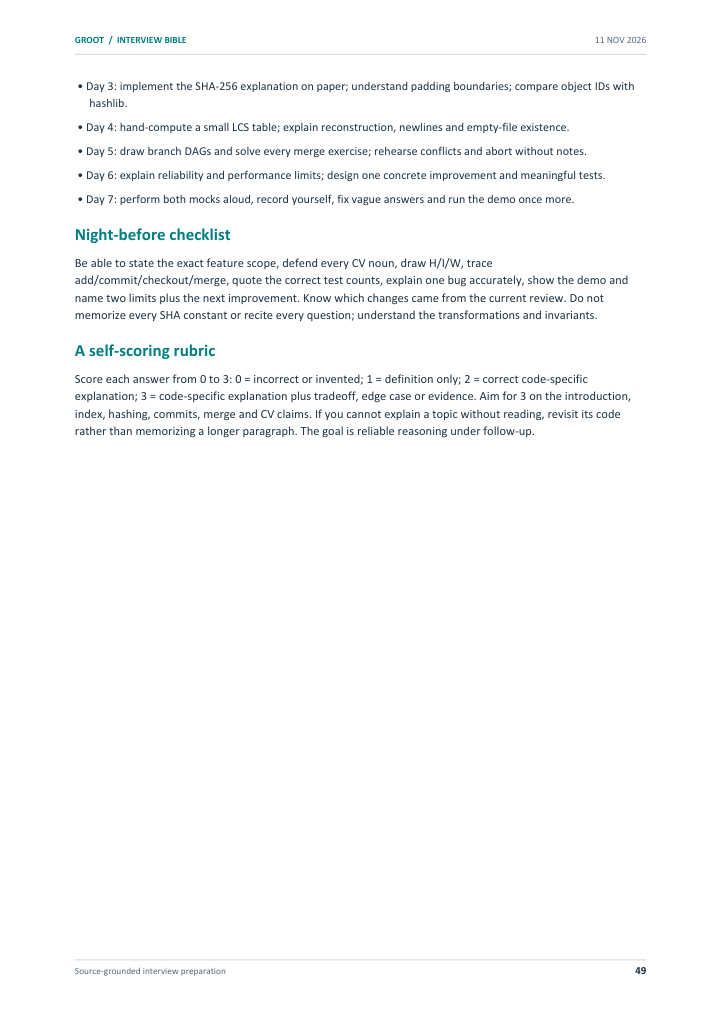 GROOT / INTERVIEW BIBLE
11 NOV 2026
• Day 3: implement the SHA-256 explanation on paper; understand padding boundaries; compare object IDs with
hashlib.
• Day 4: hand-compute a small LCS table; explain reconstruction, newlines and empty-file existence.
• Day 5: draw branch DAGs and solve every merge exercise; rehearse conflicts and abort without notes.
• Day 6: explain reliability and performance limits; design one concrete improvement and meaningful tests.
• Day 7: perform both mocks aloud, record yourself, fix vague answers and run the demo once more.
Night-before checklist
Be able to state the exact feature scope, defend every CV noun, draw H/I/W, trace
add/commit/checkout/merge, quote the correct test counts, explain one bug accurately, show the demo and
name two limits plus the next improvement. Know which changes came from the current review. Do not
memorize every SHA constant or recite every question; understand the transformations and invariants.
A self-scoring rubric
Score each answer from 0 to 3: 0 = incorrect or invented; 1 = definition only; 2 = correct code-specific
explanation; 3 = code-specific explanation plus tradeoff, edge case or evidence. Aim for 3 on the introduction,
index, hashing, commits, merge and CV claims. If you cannot explain a topic without reading, revisit its code
rather than memorizing a longer paragraph. The goal is reliable reasoning under follow-up.
Source-grounded interview preparation
49